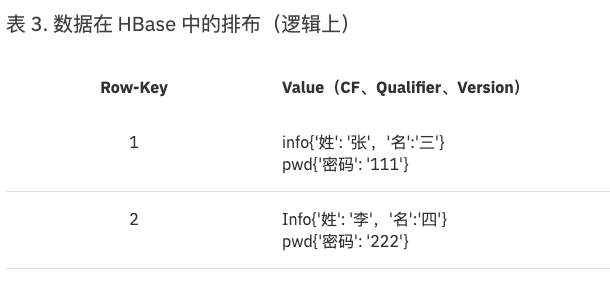 表 3. 数据在 HBase 中的排布（逻辑上）
Row-Key Value（CF、Qualifier、Version）
1 info{'姓': '张'，'名':'三'}
pwd{'密码': '111'}
2 Info{'姓': '李'，'名':'四'}
pwd{'密码': '222'}